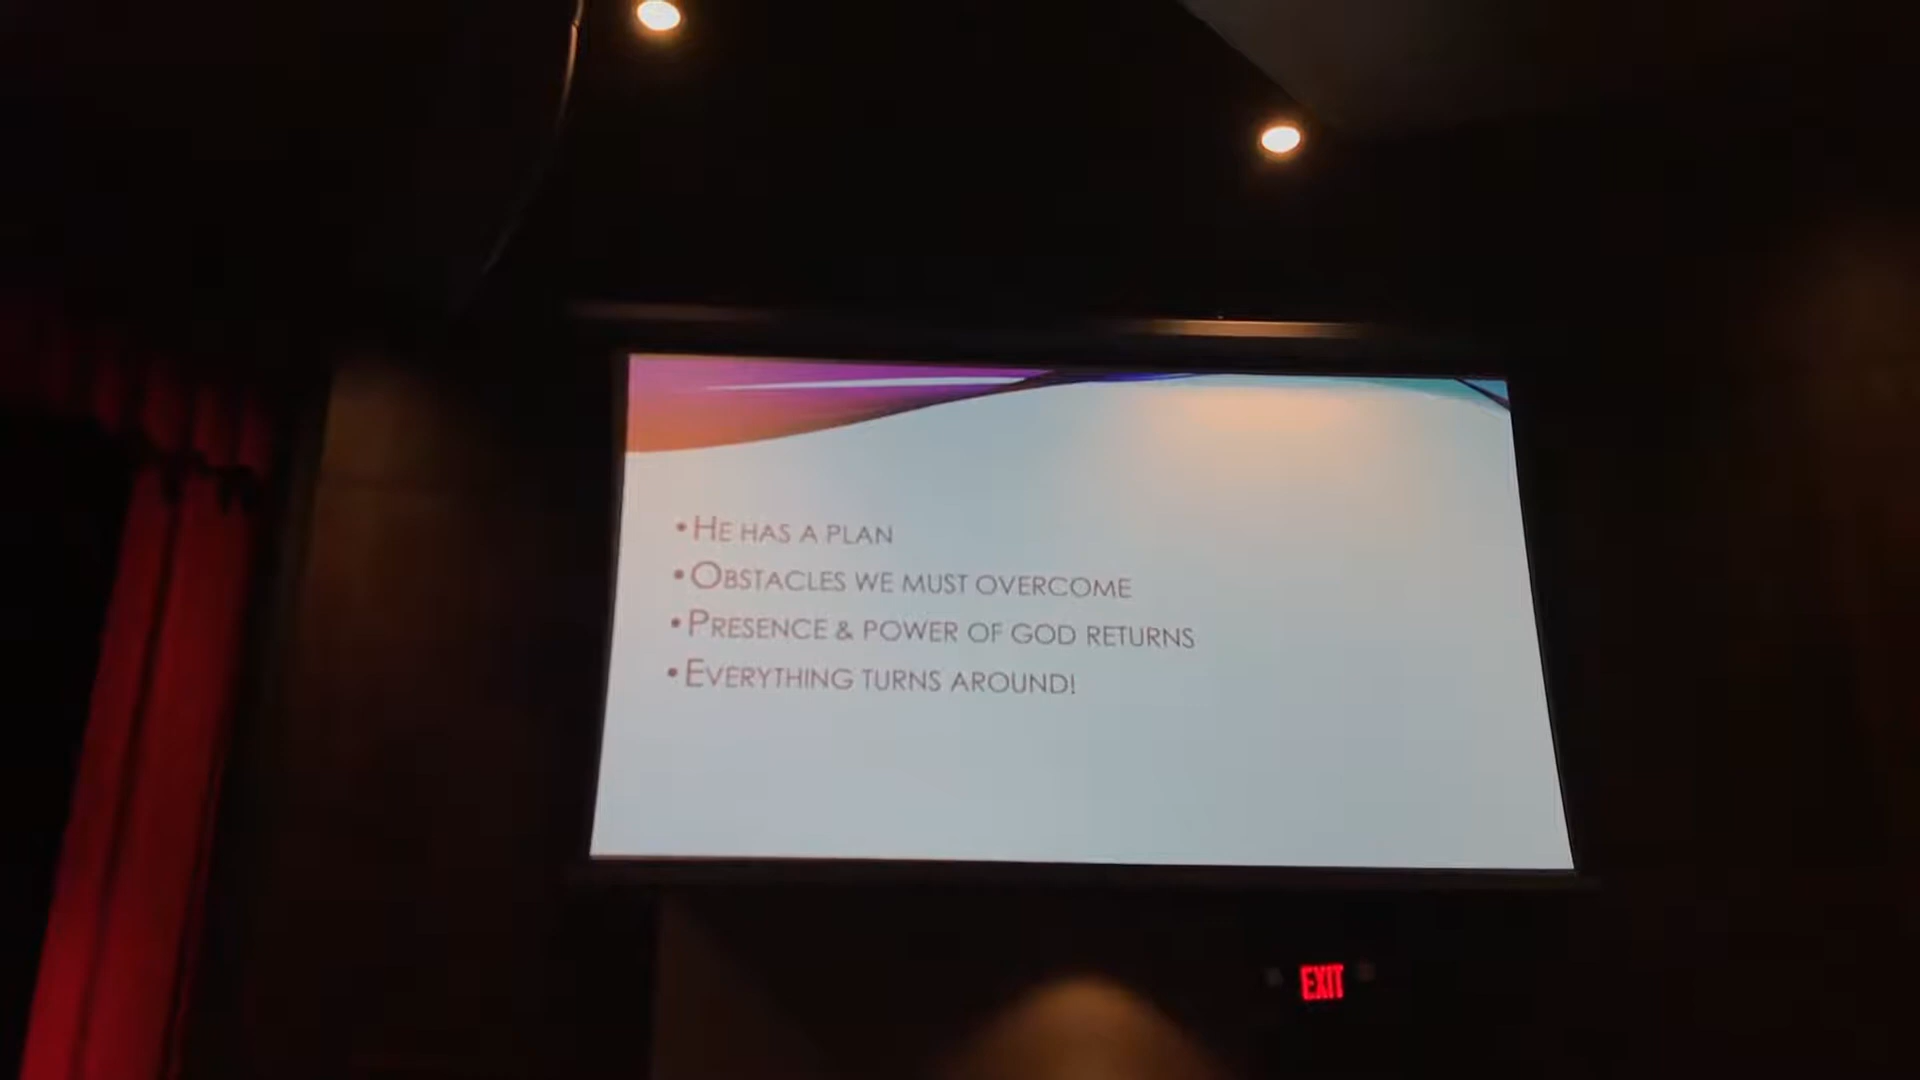 • HE HAS A PLAN
• OBSTACLES WE MUST OVERCOME
• PRESENCE & POWER OF GOD RETURNS
• EVERYTHING TURNS AROUND!
EXIT